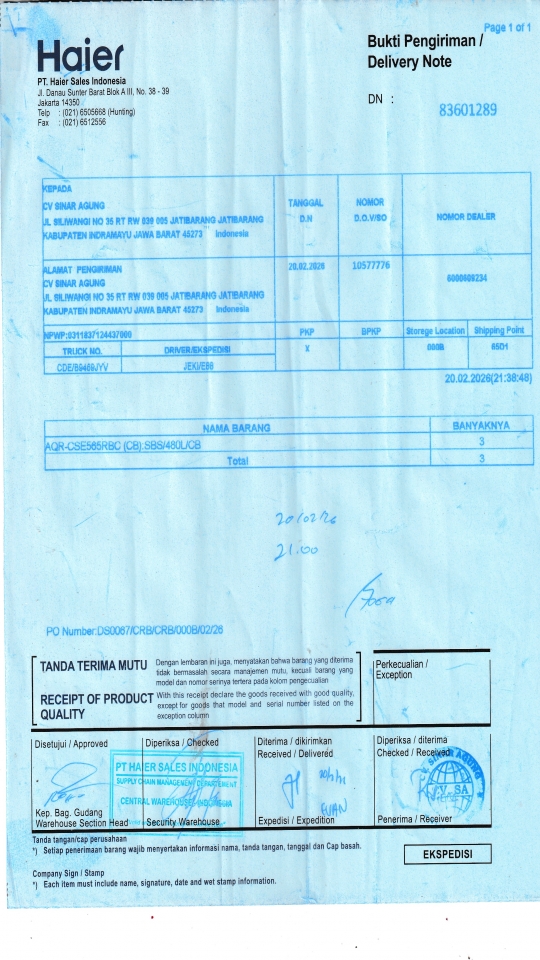 Page 1 of 1
Haier
Bukti Pengiriman /
Delivery Note
PT. Haier Sales Indonesia
Jl. Danau Sunter Barat Blok A III, No. 38 - 39
Jakarta 14350
Telp : (021) 6505668 (Hunting)
Fax : (021) 6512556
DN :
83601289
KEPADA
CV SINAR AGUNG
JL SILIWANGI NO 35 RT RW 039 005 JATIBARANG JATIBARANG
KABUPATEN INDRAMAYU JAWA BARAT 45273 Indonesia
TANGGAL
D.N
NOMOR
D.O.V/SO
NOMOR DEALER
ALAMAT PENGIRIMAN
CV SINAR AGUNG
JL SILIWANGI NO 35 RT RW 039 005 JATIBARANG JATIBARANG
KABUPATEN INDRAMAYU JAWA BARAT 45273 Indonesia
20.02.2026
10577776
6000609234
NPWP:0311837124437000
PKP
BPKP
Storege Location
Shipping Point
TRUCK NO.
DRIVER/EKSPEDISI
X
000B
65D1
JEKI/E86
20.02.2026(21:38:48)
NAMA BARANG
BANYAKNYA
AQR-CSE565RBC (CB):SBS/480L/CB
3
Total
3
20/02/26
21.00
PO Number:DS0067/CRB/CRB/000B/02/26
TANDA TERIMA MUTU
Dengan lembaran ini juga, menyatakan bahwa barang yang diterima
tidak bermasalah secara manajemen mutu, kecuali barang yang
model dan nomor serinya tertera pada kolom pengecualian
RECEIPT OF PRODUCT
QUALITY
With this receipt declare the goods received with good quality,
except for goods that model and serial number listed on the
exception column
Perkecualian /
Exception
Disetujui / Approved
Diperiksa / Checked
Diterima / dikirimkan
Received / Delivered
Diperiksa / diterima
Checked / Received
PT HAIER SALES INDONESIA
SUPPLY CHAIN MANAGEMENT DEPARTMENT
CENTRAL WAREHOUSE-INDONESIA
CV. SINAR AGUNG
CV. SA
Kep. Bag. Gudang
Warehouse Section Head
Security Warehouse
Expedisi / Expedition
Penerima / Receiver
Tanda tangan/cap perusahaan
*) Setiap penerimaan barang wajib menyertakan informasi nama, tanda tangan, tanggal dan Cap basah.
EKSPEDISI
Company Sign / Stamp
*) Each item must include name, signature, date and wet stamp information.